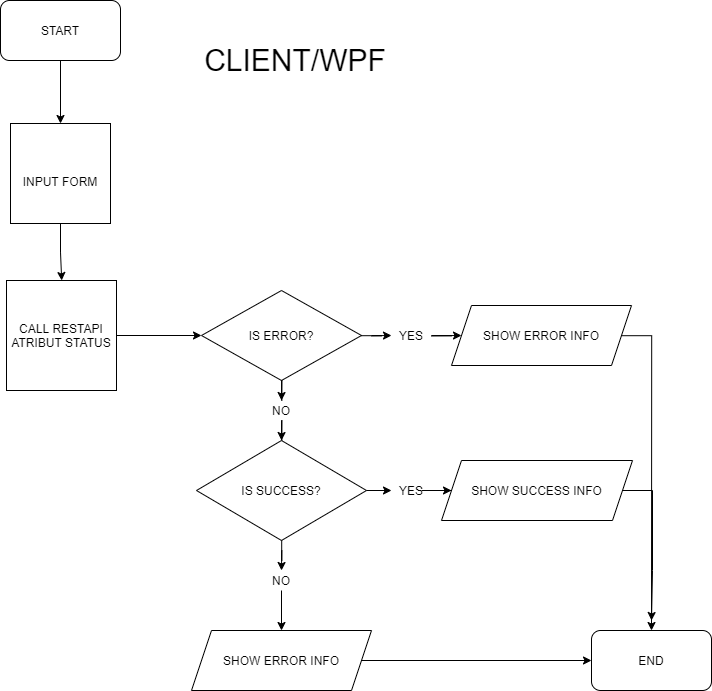 START
CLIENT/WPF
INPUT FORM
CALL RESTAPI
ATRIBUT STATUS
IS ERROR?
YES
SHOW ERROR INFO
NO
IS SUCCESS?
YES
SHOW SUCCESS INFO
NO
SHOW ERROR INFO
END